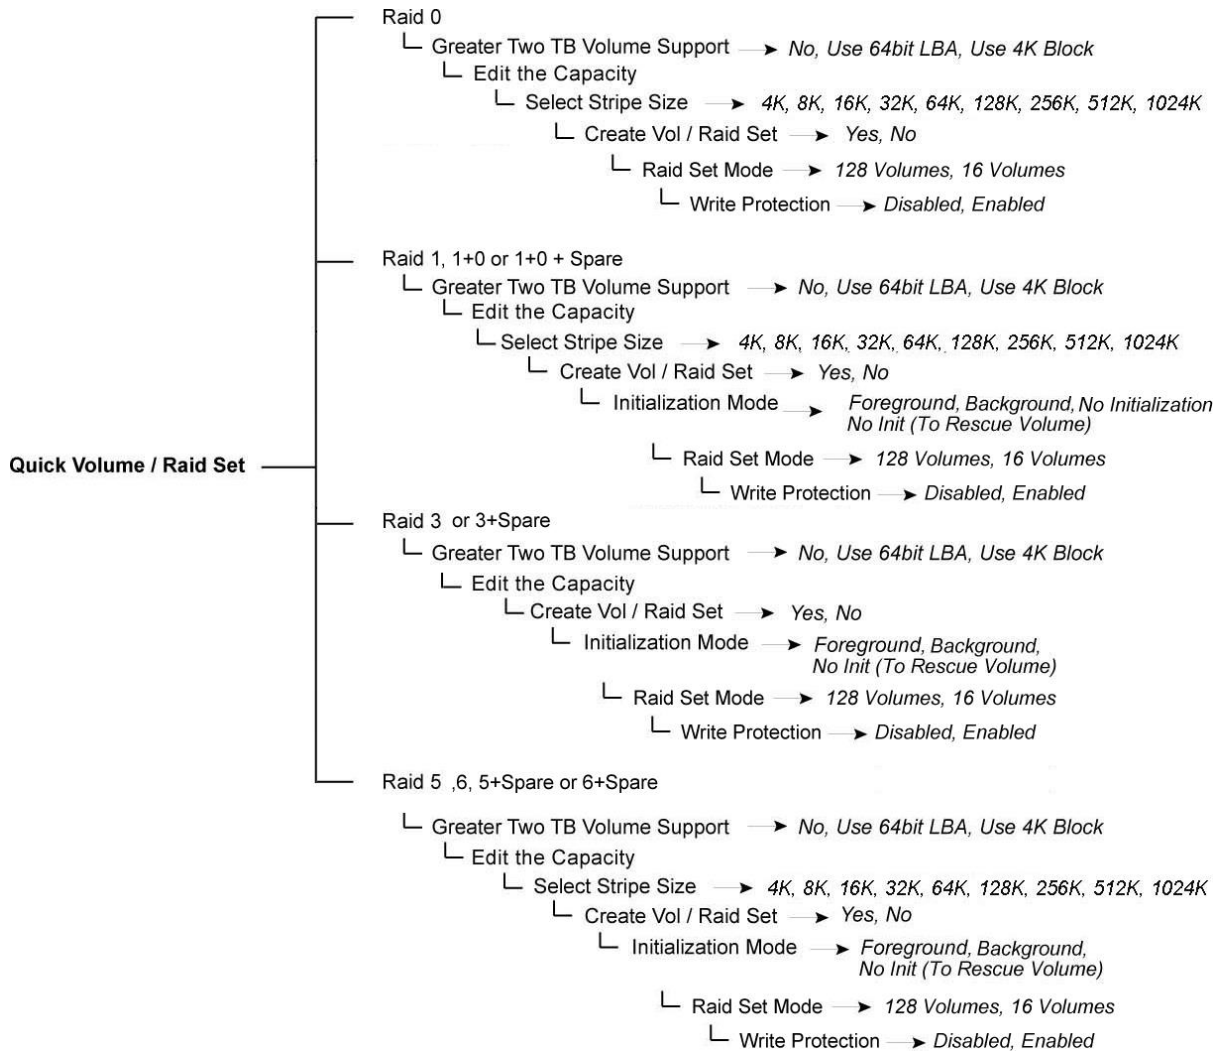 Raid 0
Greater Two TB Volume Support No, Use 64bit LBA, Use 4K Block
Edit the Capacity
Select Stripe Size 4K, 8K, 16K, 32K, 64K, 128K, 256K, 512K, 1024K
Create Vol / Raid Set Yes, No
Raid Set Mode 128 Volumes, 16 Volumes
Write Protection Disabled, Enabled
Raid 1, 1+0 or 1+0 + Spare
Greater Two TB Volume Support No, Use 64bit LBA, Use 4K Block
Edit the Capacity
Select Stripe Size 4K, 8K, 16K, 32K, 64K, 128K, 256K, 512K, 1024K
Create Vol / Raid Set Yes, No
Initialization Mode Foreground, Background, No Initialization
No Init (To Rescue Volume)
Quick Volume / Raid Set
Raid Set Mode 128 Volumes, 16 Volumes
Write Protection Disabled, Enabled
Raid 3 or 3+Spare
Greater Two TB Volume Support No, Use 64bit LBA, Use 4K Block
Edit the Capacity
Create Vol / Raid Set Yes, No
Initialization Mode Foreground, Background,
No Init (To Rescue Volume)
Raid Set Mode 128 Volumes, 16 Volumes
Write Protection Disabled, Enabled
Raid 5 ,6, 5+Spare or 6+Spare
Greater Two TB Volume Support No, Use 64bit LBA, Use 4K Block
Edit the Capacity
Select Stripe Size 4K, 8K, 16K, 32K, 64K, 128K, 256K, 512K, 1024K
Create Vol / Raid Set Yes, No
Initialization Mode Foreground, Background,
No Init (To Rescue Volume)
Raid Set Mode 128 Volumes, 16 Volumes
Write Protection Disabled, Enabled